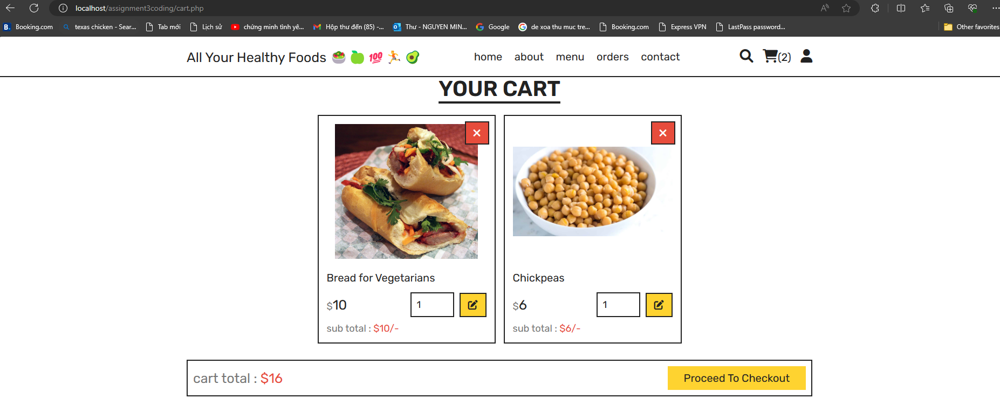 localhost/assignment3coding/cart.php
Booking.com texas chicken - Sear... Tab mới Lịch sử chứng minh tình yê... Hộp thư đến (85) -... Thư - NGUYEN MIN... Google de xoa thu muc tre... Booking.com Express VPN LastPass password... Other favorites
All Your Healthy Foods 🥗 🍏 💯 🏃 🥑 home about menu orders contact (2)
YOUR CART
Bread for Vegetarians
$10 1
sub total : $10/-
Chickpeas
$6 1
sub total : $6/-
cart total : $16 Proceed To Checkout